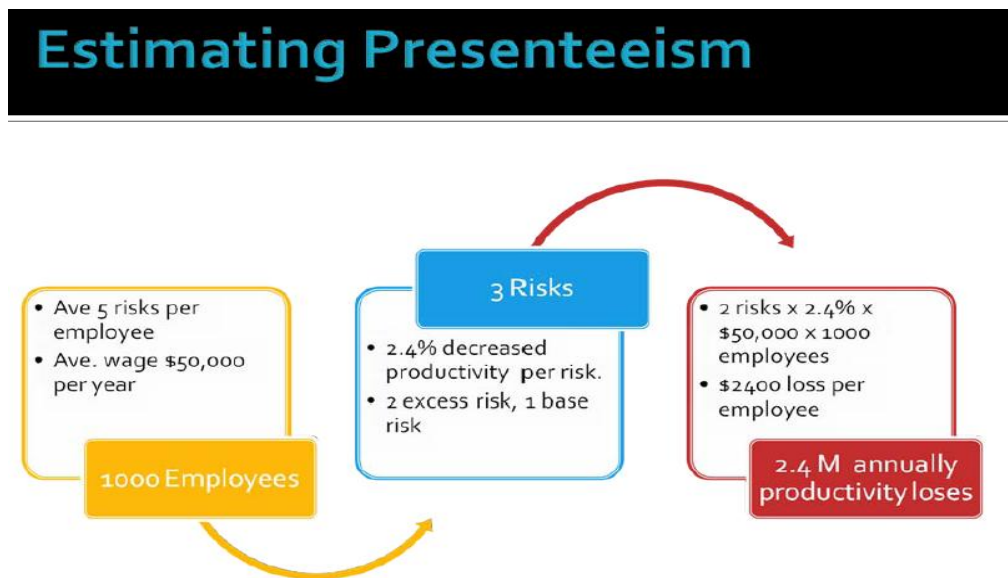 Estimating Presenteeism
• Ave 5 risks per
employee
• Ave. wage $50,000
per year
1000 Employees
3 Risks
• 2.4% decreased
productivity per risk.
• 2 excess risk, 1 base
risk
• 2 risks x 2.4% x
$50,000 x 1000
employees
• $2400 loss per
employee
2.4 M annually
productivity loses